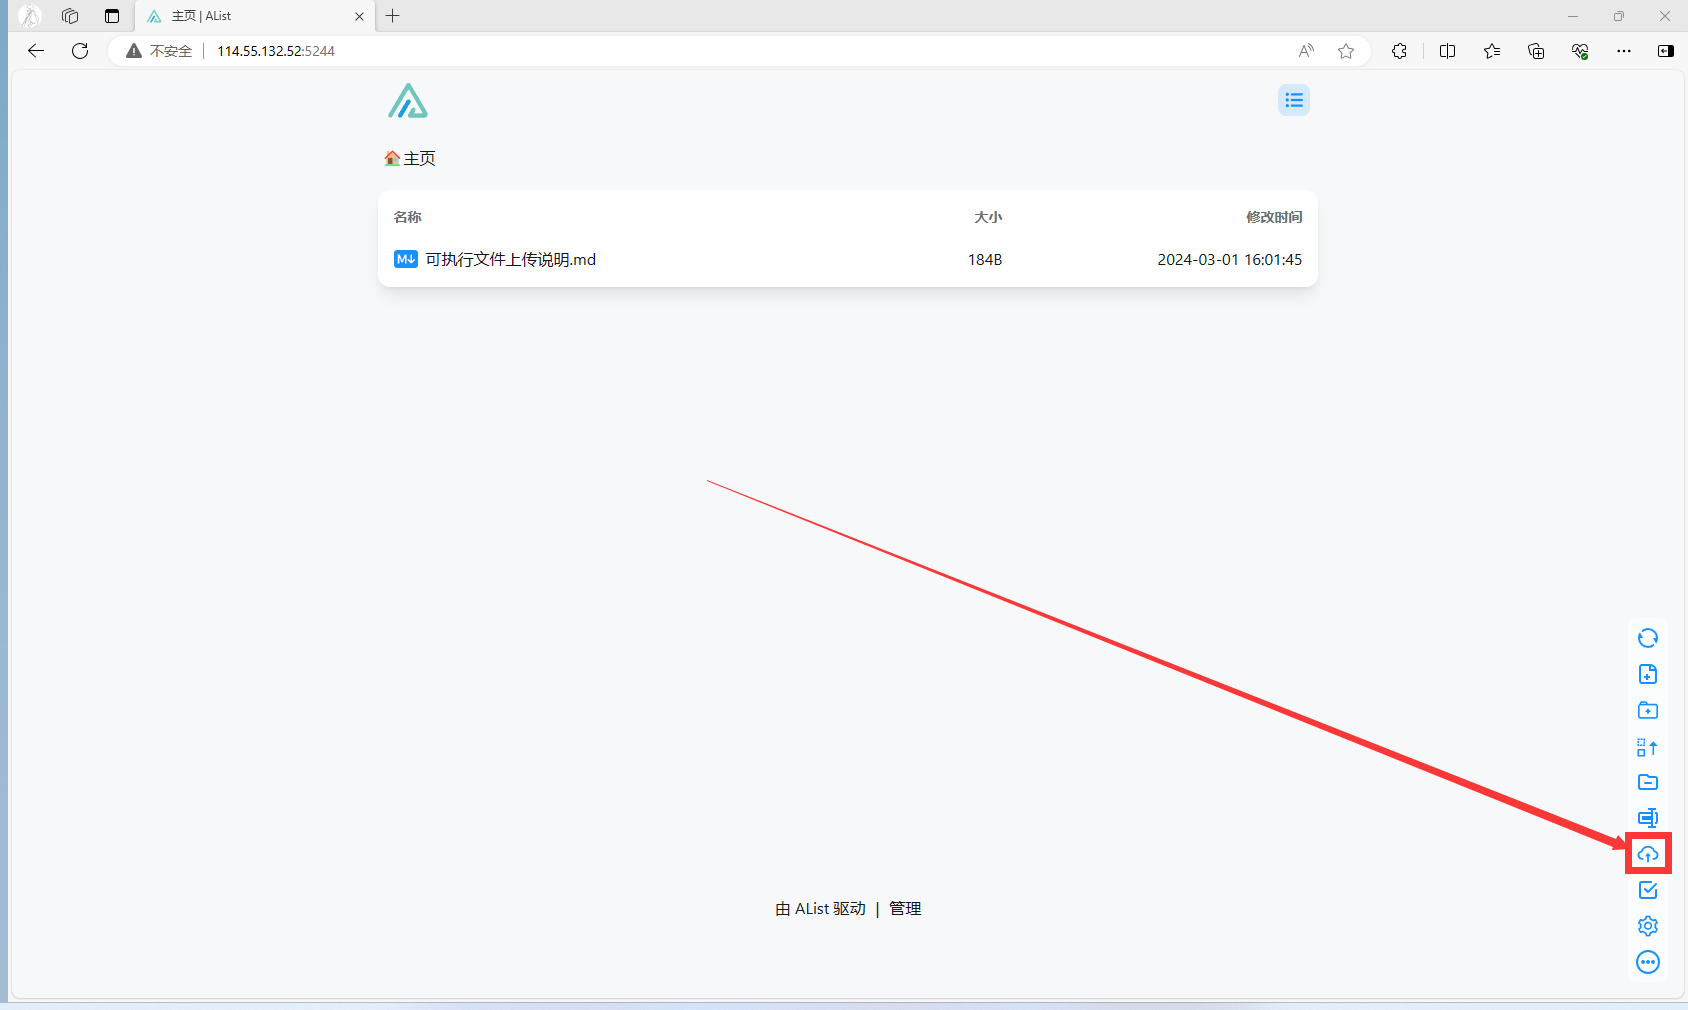 主页 | AList
不安全 114.55.132.52:5244
主页
名称 大小 修改时间
M↓ 可执行文件上传说明.md 184B 2024-03-01 16:01:45
由 AList 驱动 | 管理